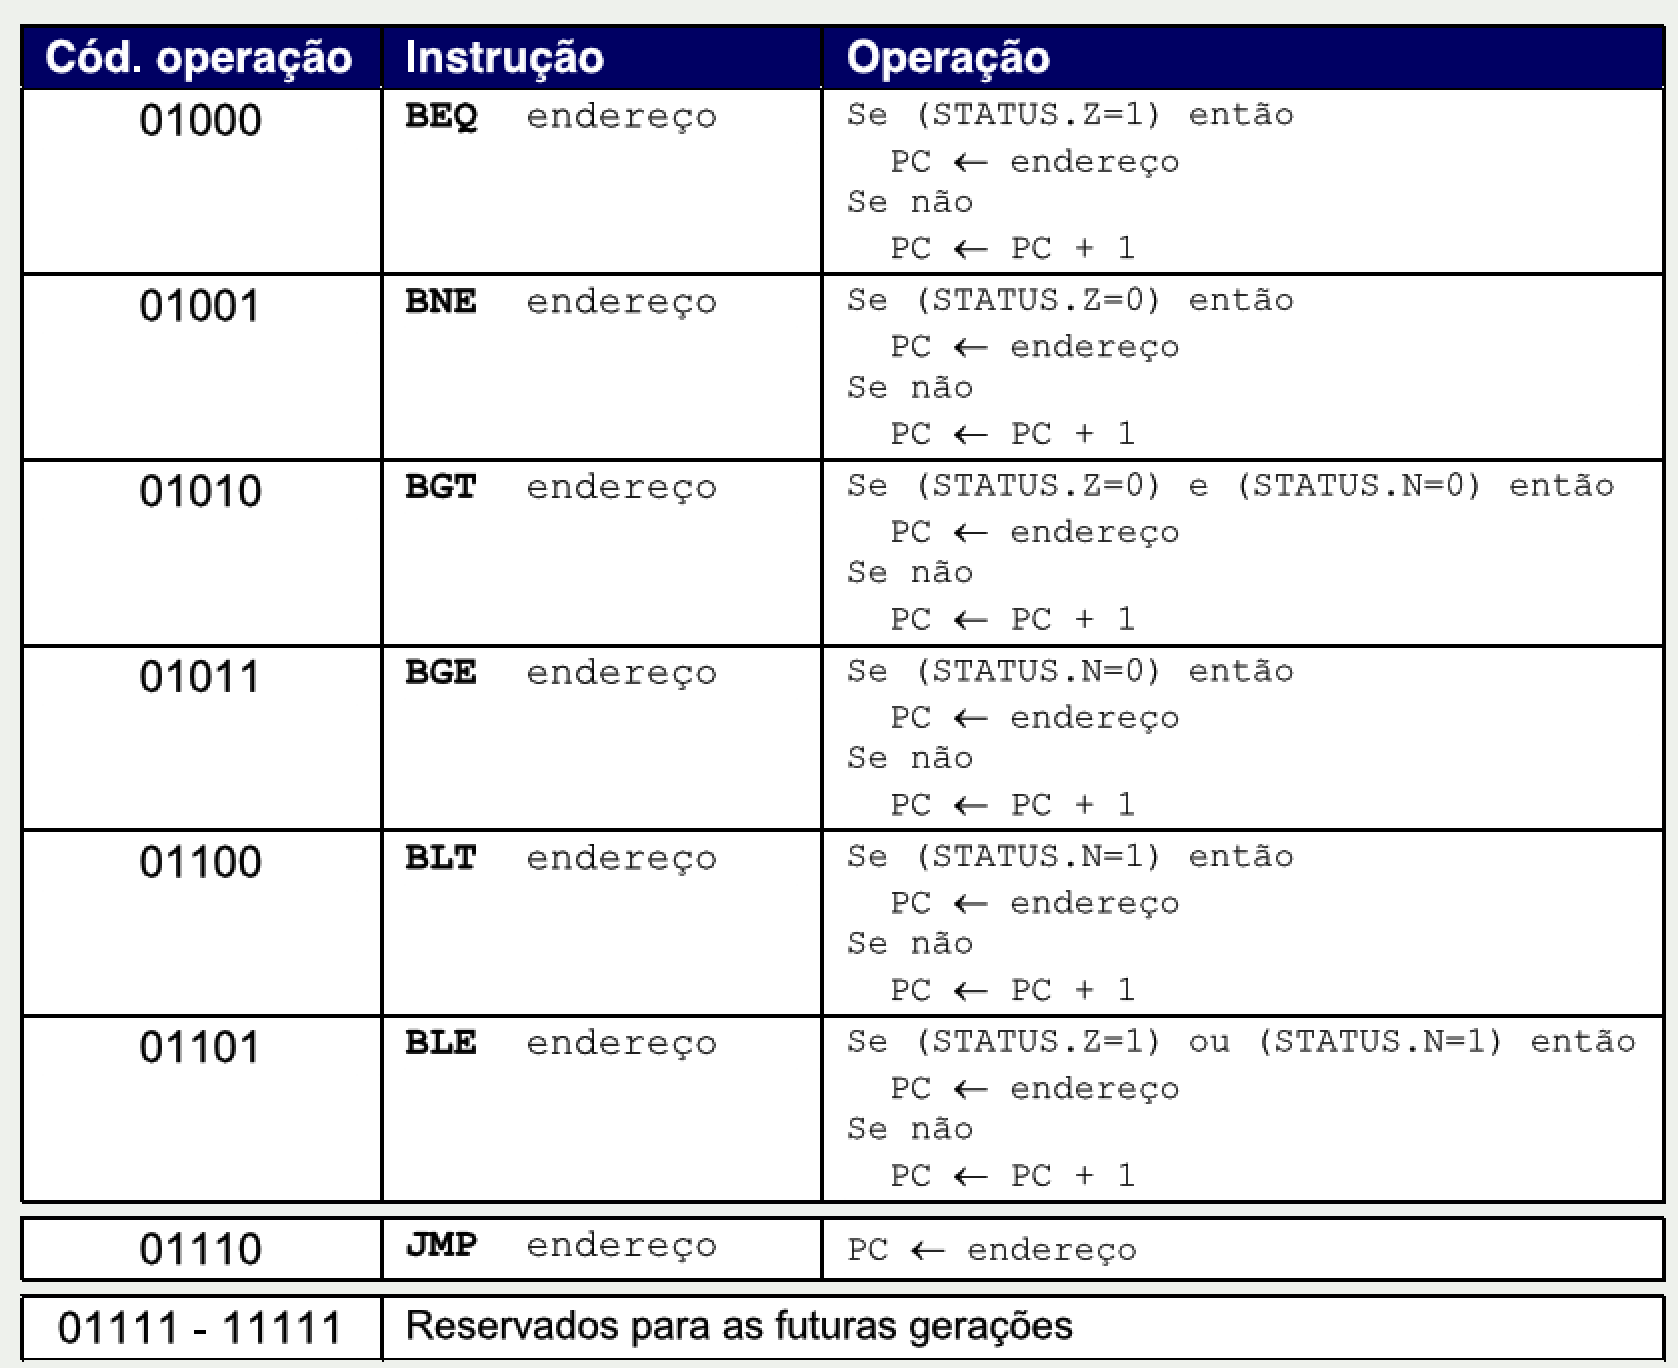 Cód. operação Instrução Operação
01000 BEQ endereço Se (STATUS.Z=1) então
PC ← endereço
Se não
PC ← PC + 1
01001 BNE endereço Se (STATUS.Z=0) então
PC ← endereço
Se não
PC ← PC + 1
01010 BGT endereço Se (STATUS.Z=0) e (STATUS.N=0) então
PC ← endereço
Se não
PC ← PC + 1
01011 BGE endereço Se (STATUS.N=0) então
PC ← endereço
Se não
PC ← PC + 1
01100 BLT endereço Se (STATUS.N=1) então
PC ← endereço
Se não
PC ← PC + 1
01101 BLE endereço Se (STATUS.Z=1) ou (STATUS.N=1) então
PC ← endereço
Se não
PC ← PC + 1
01110 JMP endereço PC ← endereço
01111 - 11111 Reservados para as futuras gerações